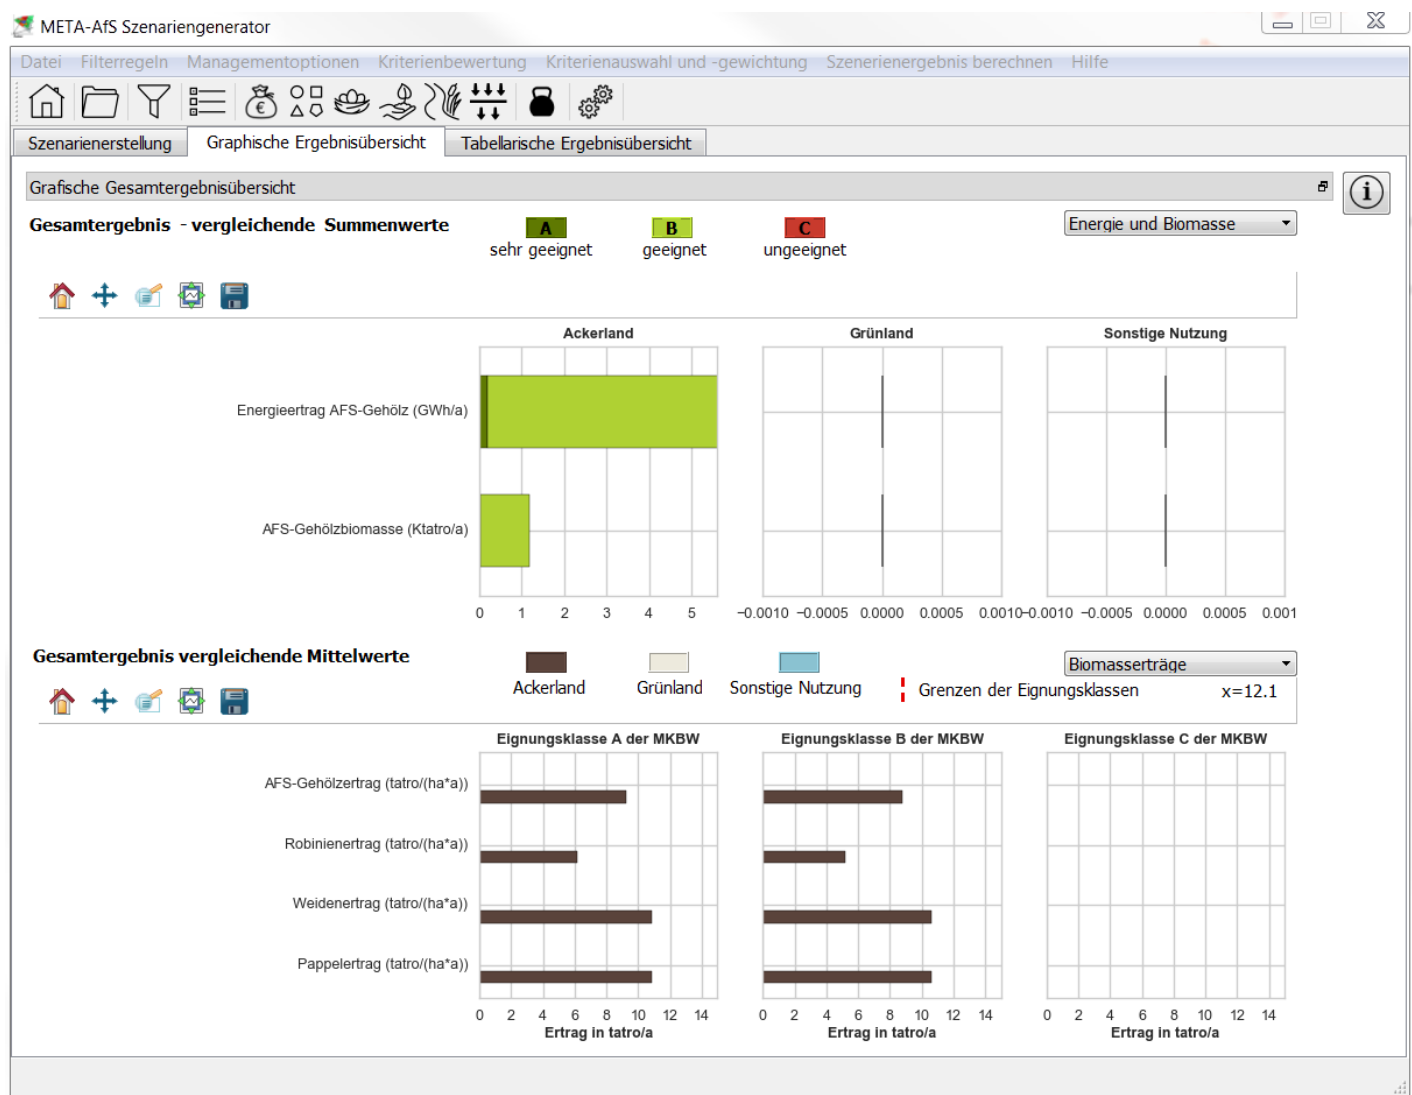 META-AfS Szenariengenerator
Datei Filterregeln Managementoptionen Kriterienbewertung Kriterienauswahl und -gewichtung Szenerienergebnis berechnen Hilfe
Szenarienerstellung Graphische Ergebnisübersicht Tabellarische Ergebnisübersicht
Grafische Gesamtergebnisübersicht
Gesamtergebnis - vergleichende Summenwerte A B C Energie und Biomasse
sehr geeignet geeignet ungeeignet
Ackerland Grünland Sonstige Nutzung
Energieertrag AFS-Gehölz (GWh/a)
AFS-Gehölzbiomasse (Ktatro/a)
0 1 2 3 4 5 −0.0010 −0.0005 0.0000 0.0005 0.0010 −0.0010 −0.0005 0.0000 0.0005 0.001
Gesamtergebnis vergleichende Mittelwerte Biomasserträge
Ackerland Grünland Sonstige Nutzung Grenzen der Eignungsklassen x=12.1
Eignungsklasse A der MKBW Eignungsklasse B der MKBW Eignungsklasse C der MKBW
AFS-Gehölzertrag (tatro/(ha*a))
Robinienertrag (tatro/(ha*a))
Weidenertrag (tatro/(ha*a))
Pappelertrag (tatro/(ha*a))
0 2 4 6 8 10 12 14 0 2 4 6 8 10 12 14 0 2 4 6 8 10 12 14
Ertrag in tatro/a Ertrag in tatro/a Ertrag in tatro/a